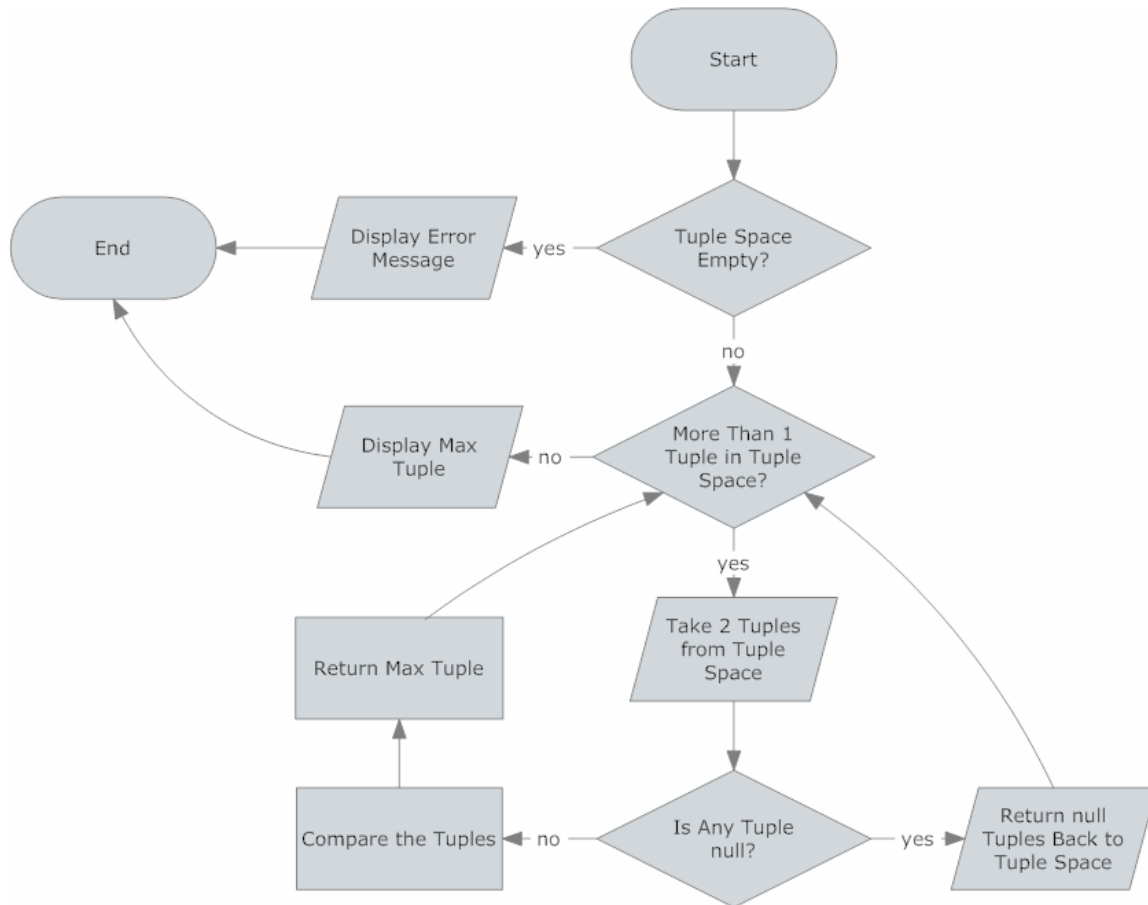 Start
Tuple Space
Empty?
yes
Display Error
Message
End
no
More Than 1
Tuple in Tuple
Space?
no
Display Max
Tuple
yes
Take 2 Tuples
from Tuple
Space
Is Any Tuple
null?
no
Compare the Tuples
Return Max Tuple
yes
Return null
Tuples Back to
Tuple Space